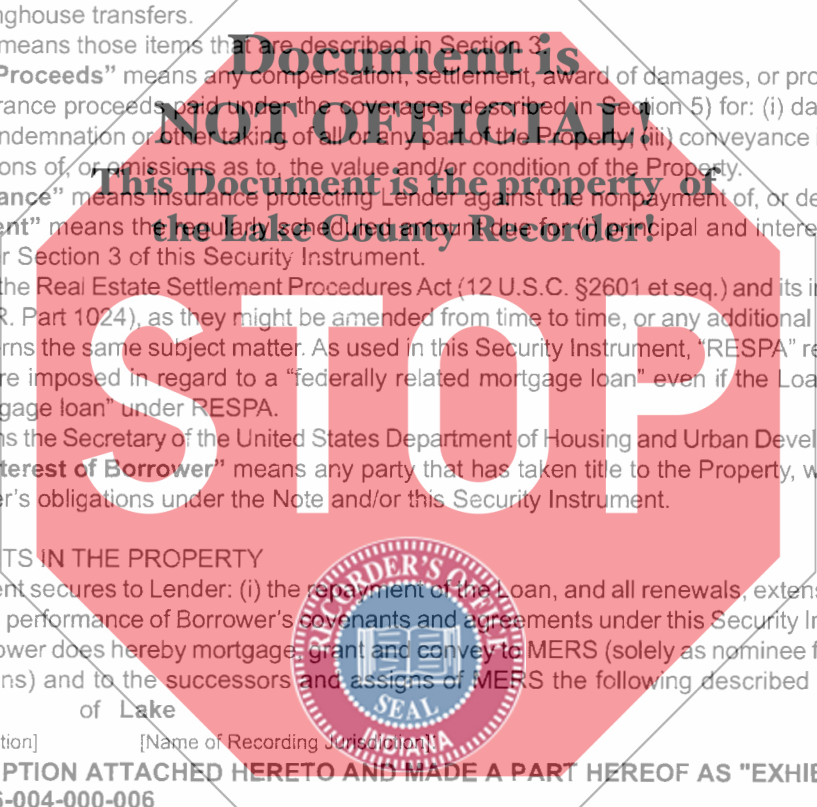 nghouse transfers.
means those items that are described in Section 3.
Proceeds" means any compensation, settlement, award of damages, or pro
rance proceeds paid under the coverages described in Section 5) for: (i) da
ndemnation or other taking of all or any part of the Property; (iii) conveyance i
ons of, or omissions as to, the value and/or condition of the Property.
ance" means insurance protecting Lender against the nonpayment of, or de
ent" means the regularly scheduled amount due for (i) principal and intere
r Section 3 of this Security Instrument.
the Real Estate Settlement Procedures Act (12 U.S.C. §2601 et seq.) and its i
R. Part 1024), as they might be amended from time to time, or any additional
erns the same subject matter. As used in this Security Instrument, "RESPA" re
re imposed in regard to a "federally related mortgage loan" even if the Loa
gage loan" under RESPA.
ns the Secretary of the United States Department of Housing and Urban Devel
terest of Borrower" means any party that has taken title to the Property, w
er's obligations under the Note and/or this Security Instrument.
TS IN THE PROPERTY
ent secures to Lender: (i) the repayment of the Loan, and all renewals, extens
performance of Borrower's covenants and agreements under this Security In
ower does hereby mortgage, grant and convey to MERS (solely as nominee f
ns) and to the successors and assigns of MERS the following described
of Lake
tion] [Name of Recording Jurisdiction]:
PTION ATTACHED HERETO AND MADE A PART HEREOF AS "EXHIB
6-004-000-006
Document is
NOT OFFICIAL!
This Document is the property of
the Lake County Recorder!
STOP
RECORDER'S OFFICE
SEAL
INDIANA